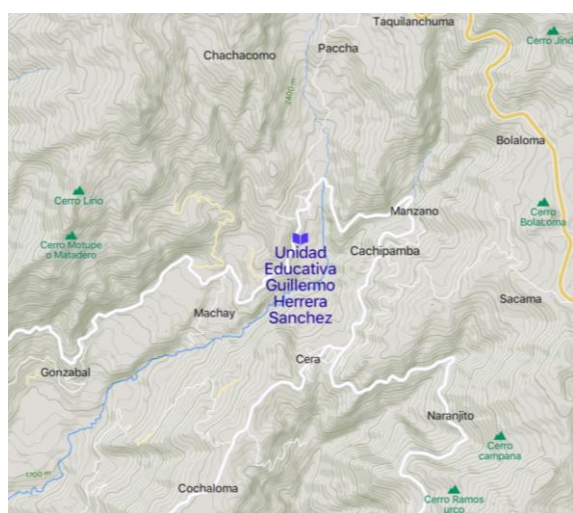 Taquilanchuma
Paccha
Cerro Jind
Chachacomo
2400 m
Bolaloma
Cerro Lirio
Manzano
Cerro
BolaLoma
Cerro Motupe
o Matadero
Unidad
Educativa
Guillermo
Herrera
Sanchez
Cachipamba
Sacama
Machay
Cera
Gonzabal
Naranjito
Cerro
campana
1700 m
Cochaloma
Cerro Ramos
urco